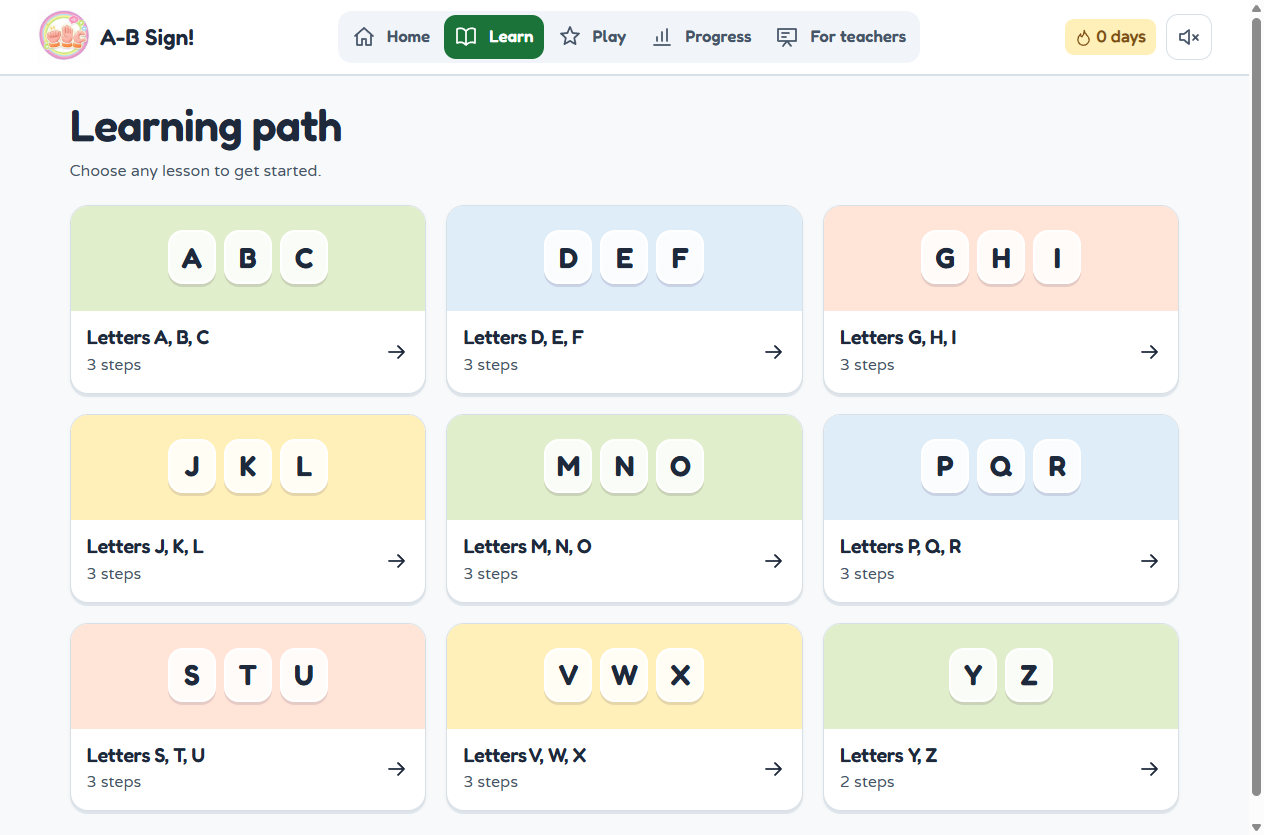 A-B Sign!
Home
Learn
Play
Progress
For teachers
0 days
Learning path
Choose any lesson to get started.
A B C
Letters A, B, C
3 steps
D E F
Letters D, E, F
3 steps
G H I
Letters G, H, I
3 steps
J K L
Letters J, K, L
3 steps
M N O
Letters M, N, O
3 steps
P Q R
Letters P, Q, R
3 steps
S T U
Letters S, T, U
3 steps
V W X
Letters V, W, X
3 steps
Y Z
Letters Y, Z
2 steps